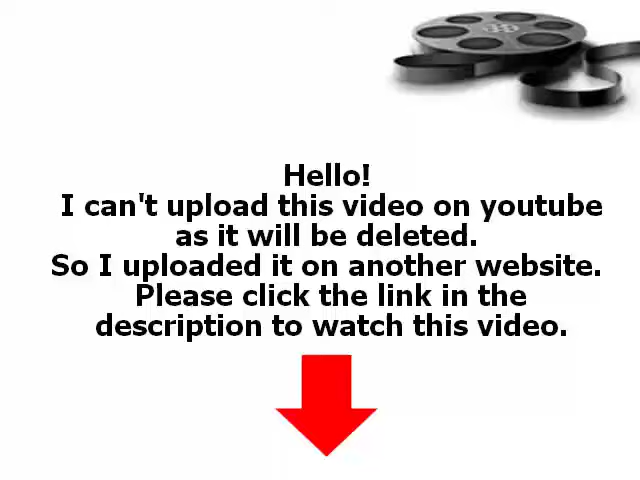 Hello!
I can't upload this video on youtube
as it will be deleted.
So I uploaded it on another website.
Please click the link in the
description to watch this video.